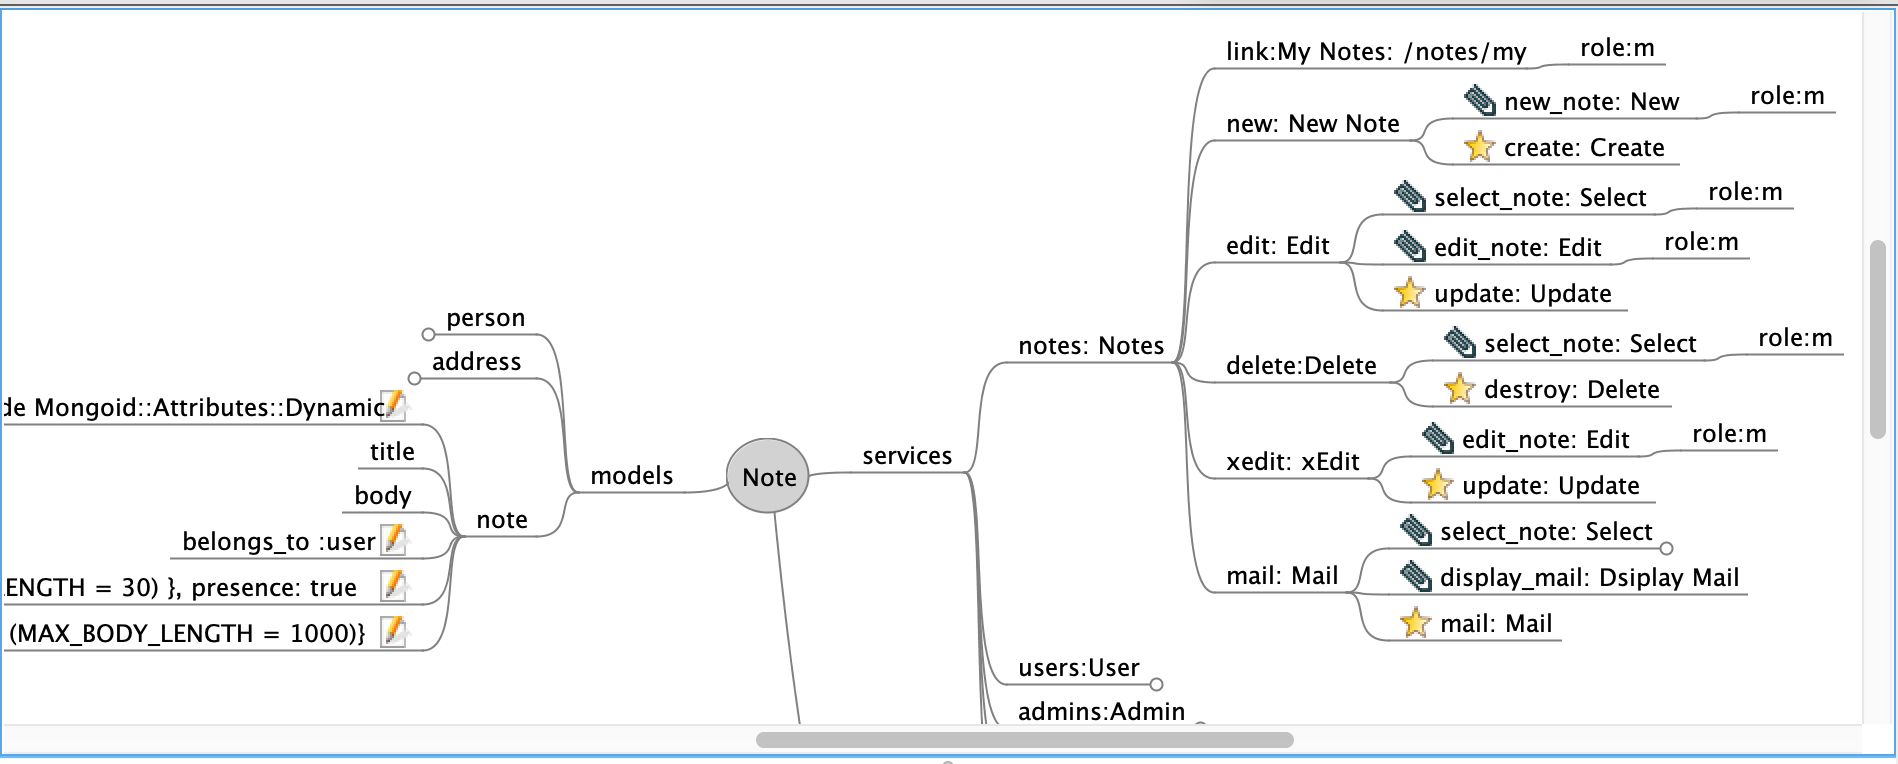 link:My Notes: /notes/my
role:m
new: New Note
new_note: New
role:m
create: Create
edit: Edit
select_note: Select
role:m
edit_note: Edit
role:m
update: Update
notes: Notes
delete:Delete
select_note: Select
role:m
destroy: Delete
xedit: xEdit
edit_note: Edit
role:m
update: Update
mail: Mail
select_note: Select
display_mail: Dsiplay Mail
mail: Mail
services
users:User
admins:Admin
Note
models
person
address
note
de Mongoid::Attributes::Dynamic
title
body
belongs_to :user
ENGTH = 30) }, presence: true
(MAX_BODY_LENGTH = 1000)}